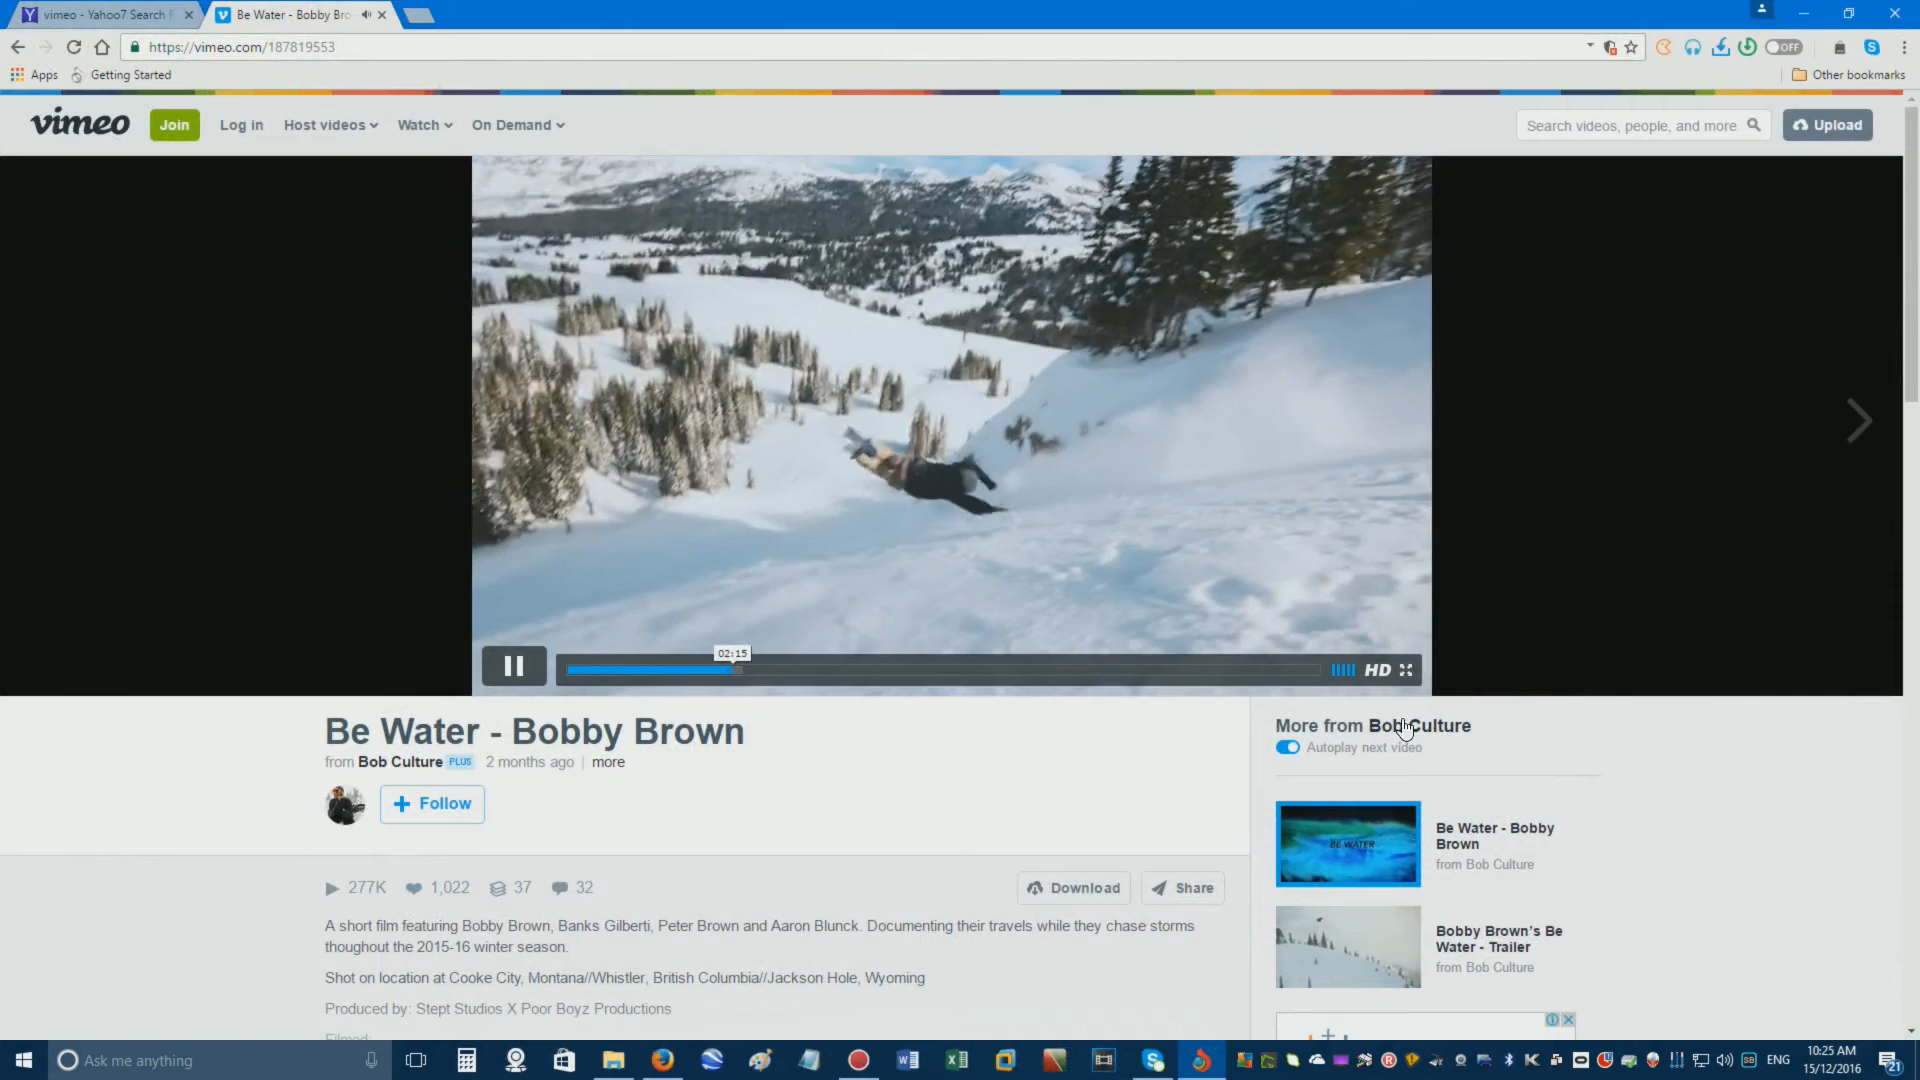 vimeo - Yahoo7 Search
Be Water - Bobby Bro
https://vimeo.com/187819553
OFF
Apps
Getting Started
Other bookmarks
vimeo
Join
Log in
Host videos
Watch
On Demand
Search videos, people, and more
Upload
02:15
HD
Be Water - Bobby Brown
from Bob Culture PLUS 2 months ago | more
+ Follow
277K
1,022
37
32
Download
Share
A short film featuring Bobby Brown, Banks Gilberti, Peter Brown and Aaron Blunck. Documenting their travels while they chase storms
thoughout the 2015-16 winter season.
Shot on location at Cooke City, Montana//Whistler, British Columbia//Jackson Hole, Wyoming
Produced by: Stept Studios X Poor Boyz Productions
More from Bob Culture
Autoplay next video
BE WATER
Be Water - Bobby
Brown
from Bob Culture
Bobby Brown's Be
Water - Trailer
from Bob Culture
Ask me anything
ENG
10:25 AM
15/12/2016
21